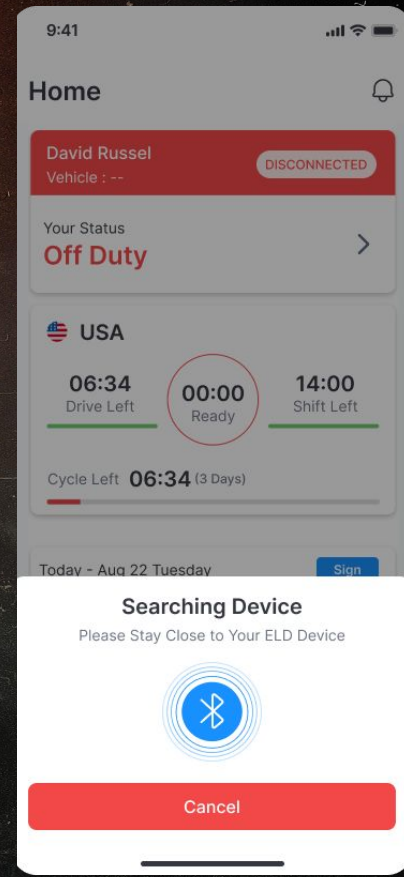 9:41
Home
David Russel
DISCONNECTED
Vehicle : --
Your Status
Off Duty
USA
06:34
Drive Left
00:00
Ready
14:00
Shift Left
Cycle Left 06:34 (3 Days)
Today - Aug 22 Tuesday
Sign
Searching Device
Please Stay Close to Your ELD Device
Cancel